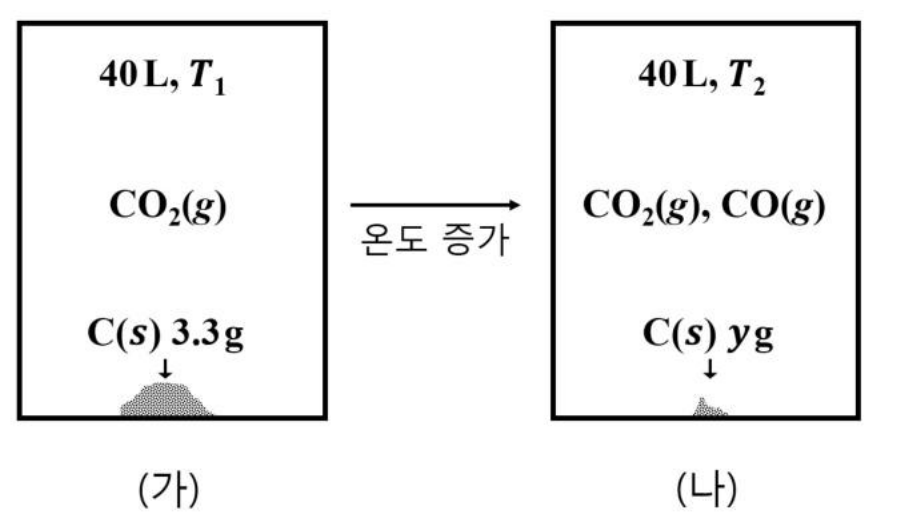 40 L, T₁
CO₂(g)
C(s) 3.3 g
↓
(가)
온도 증가
40 L, T₂
CO₂(g), CO(g)
C(s) y g
↓
(나)